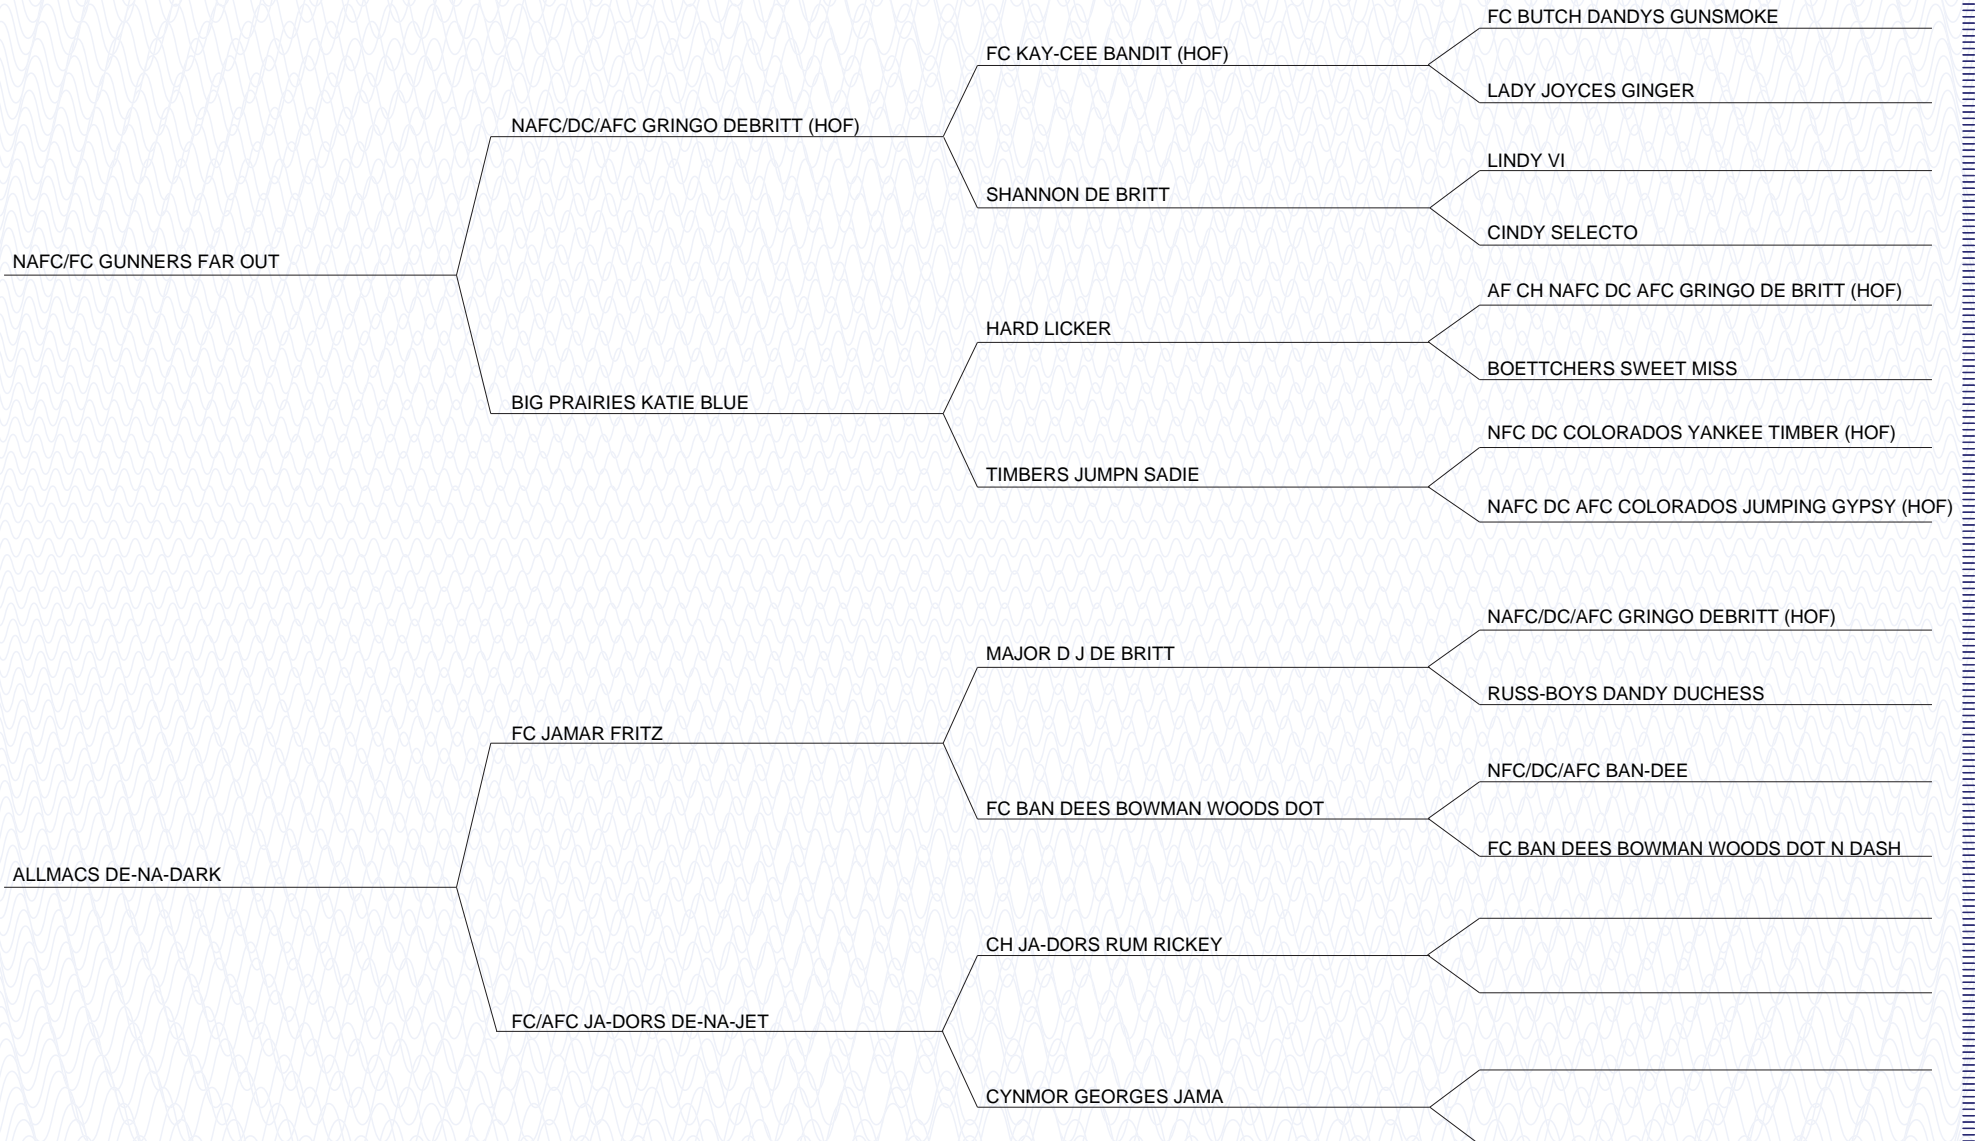 FC BUTCH DANDYS GUNSMOKE
FC KAY-CEE BANDIT (HOF)
LADY JOYCES GINGER
NAFC/DC/AFC GRINGO DEBRITT (HOF)
LINDY VI
SHANNON DE BRITT
CINDY SELECTO
NAFC/FC GUNNERS FAR OUT
AF CH NAFC DC AFC GRINGO DE BRITT (HOF)
HARD LICKER
BOETTCHERS SWEET MISS
BIG PRAIRIES KATIE BLUE
NFC DC COLORADOS YANKEE TIMBER (HOF)
TIMBERS JUMPN SADIE
NAFC DC AFC COLORADOS JUMPING GYPSY (HOF)
NAFC/DC/AFC GRINGO DEBRITT (HOF)
MAJOR D J DE BRITT
RUSS-BOYS DANDY DUCHESS
FC JAMAR FRITZ
NFC/DC/AFC BAN-DEE
FC BAN DEES BOWMAN WOODS DOT
FC BAN DEES BOWMAN WOODS DOT N DASH
ALLMACS DE-NA-DARK
CH JA-DORS RUM RICKEY
FC/AFC JA-DORS DE-NA-JET
CYNMOR GEORGES JAMA